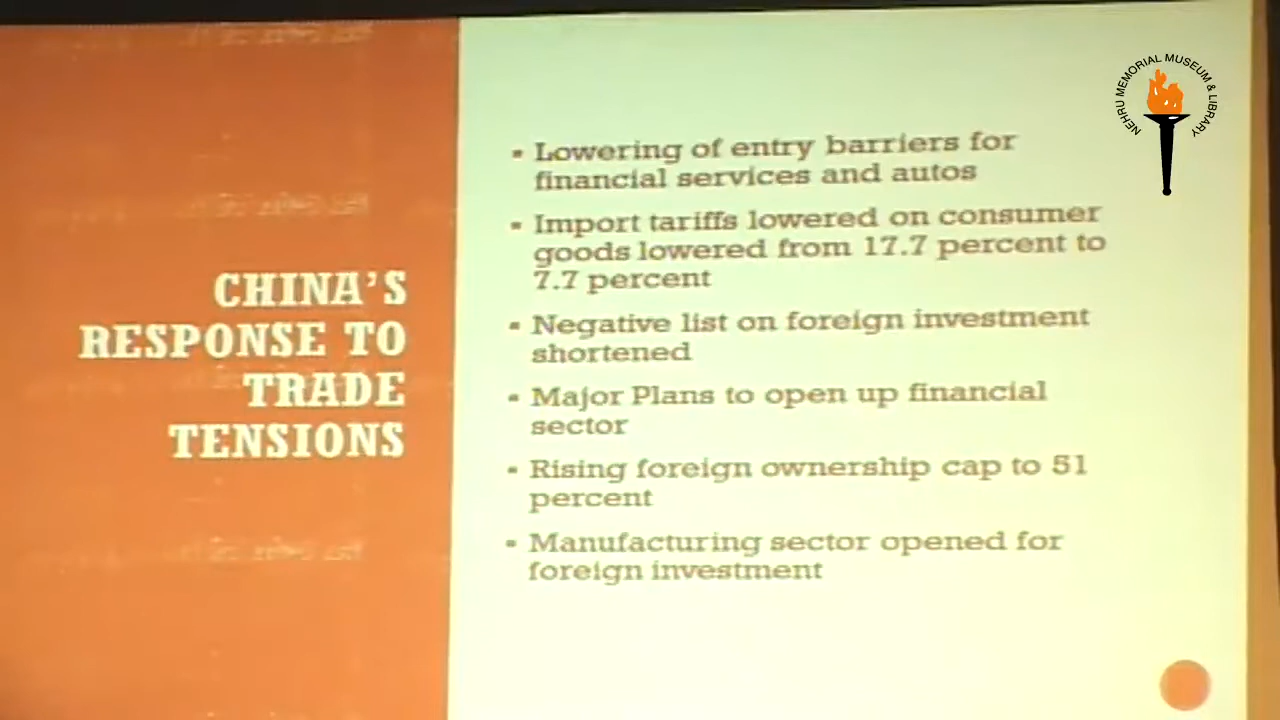 CHINA'S
RESPONSE TO
TRADE
TENSIONS
▪ Lowering of entry barriers for
financial services and autos
▪ Import tariffs lowered on consumer
goods lowered from 17.7 percent to
7.7 percent
▪ Negative list on foreign investment
shortened
▪ Major Plans to open up financial
sector
▪ Rising foreign ownership cap to 51
percent
▪ Manufacturing sector opened for
foreign investment
NEHRU MEMORIAL MUSEUM & LIBRARY